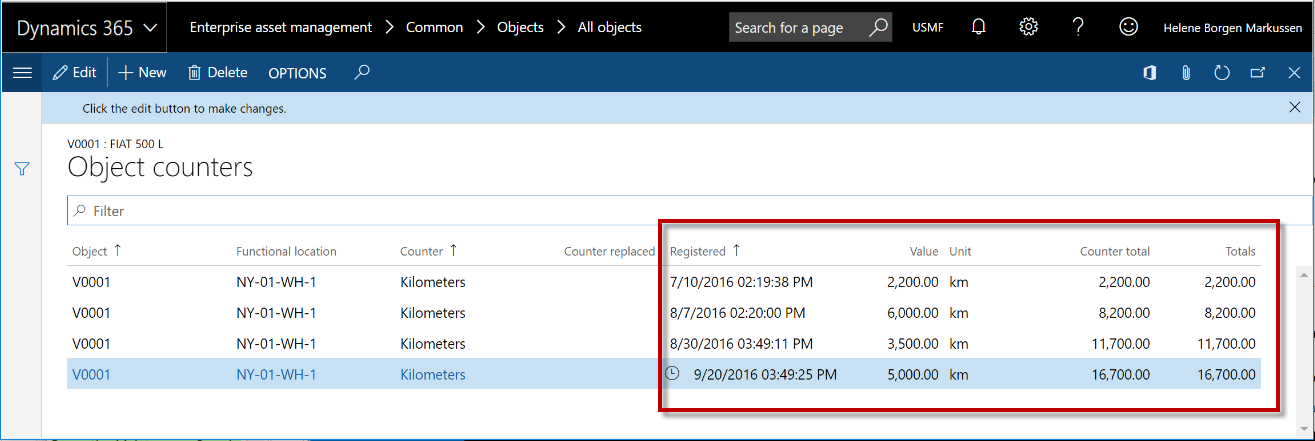 Dynamics 365 Enterprise asset management > Common > Objects > All objects Search for a page USMF ? Helene Borgen Markussen
Edit + New Delete OPTIONS
Click the edit button to make changes.
V0001 : FIAT 500 L
Object counters
Filter
Object ↑ Functional location Counter ↑ Counter replaced Registered ↑ Value Unit Counter total Totals
V0001 NY-01-WH-1 Kilometers 7/10/2016 02:19:38 PM 2,200.00 km 2,200.00 2,200.00
V0001 NY-01-WH-1 Kilometers 8/7/2016 02:20:00 PM 6,000.00 km 8,200.00 8,200.00
V0001 NY-01-WH-1 Kilometers 8/30/2016 03:49:11 PM 3,500.00 km 11,700.00 11,700.00
V0001 NY-01-WH-1 Kilometers 9/20/2016 03:49:25 PM 5,000.00 km 16,700.00 16,700.00